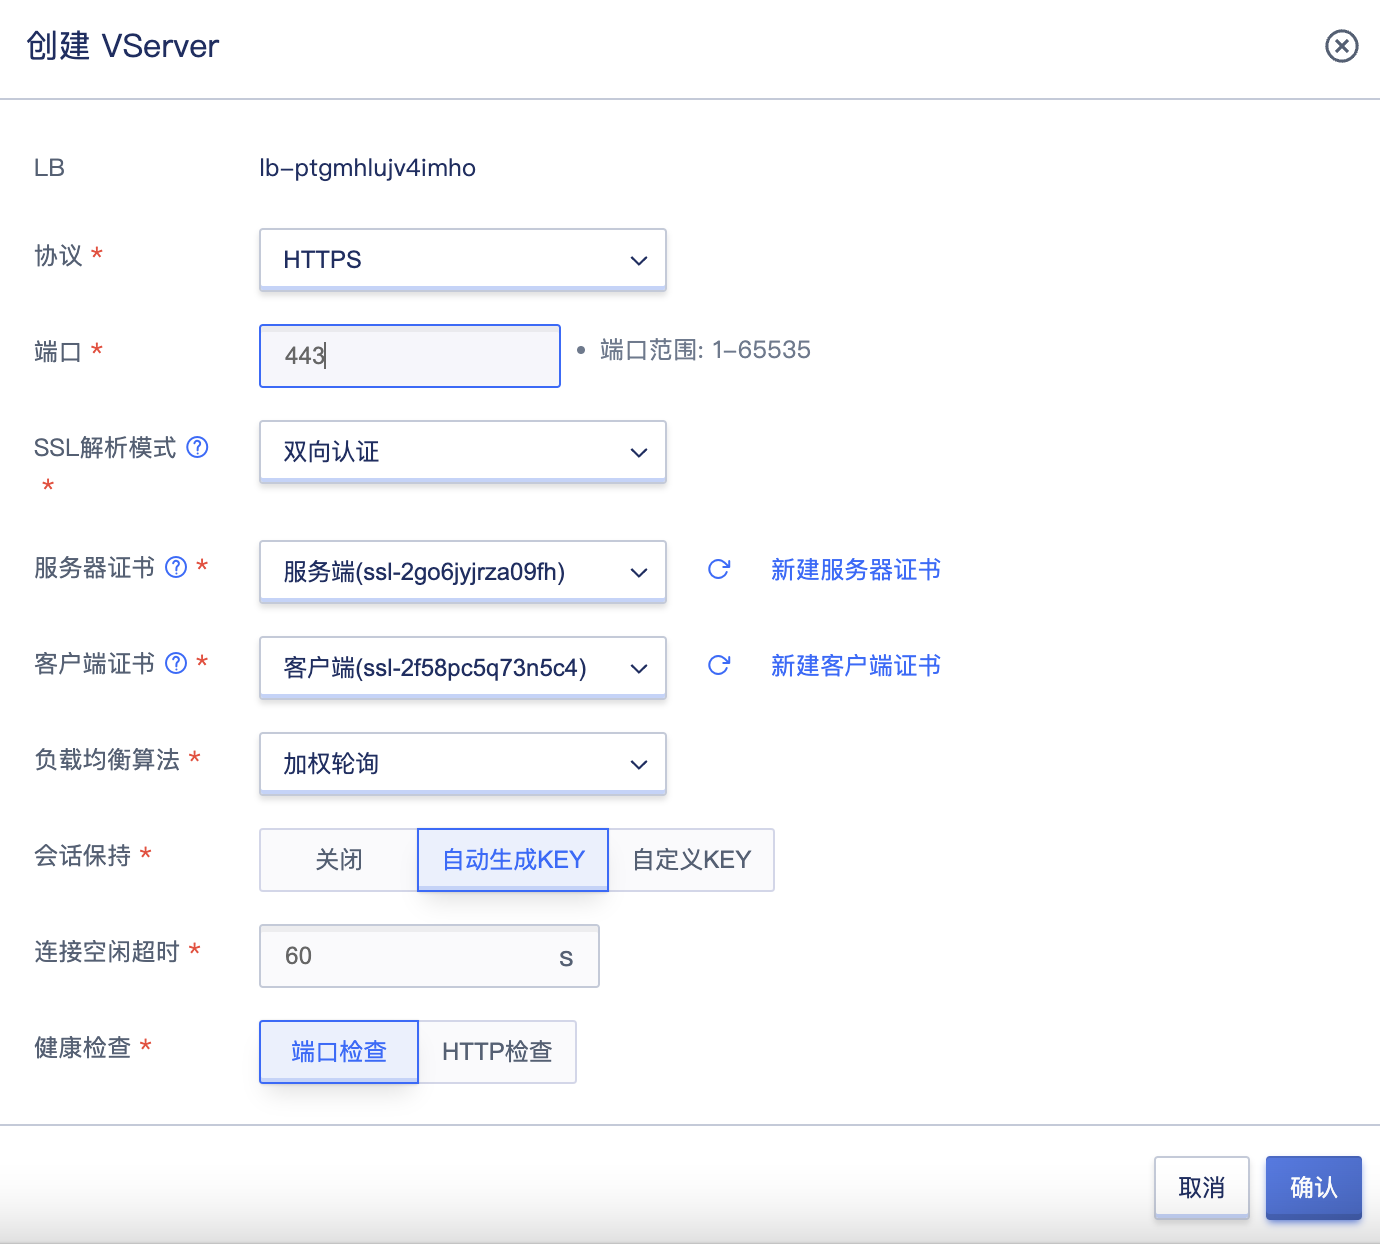 创建 VServer
LB lb-ptgmhlujv4imho
协议 * HTTPS
端口 * 443 • 端口范围: 1-65535
SSL解析模式 ? * 双向认证
服务器证书 ? * 服务端(ssl-2go6jyjrza09fh) 新建服务器证书
客户端证书 ? * 客户端(ssl-2f58pc5q73n5c4) 新建客户端证书
负载均衡算法 * 加权轮询
会话保持 * 关闭 自动生成KEY 自定义KEY
连接空闲超时 * 60 s
健康检查 * 端口检查 HTTP检查
取消 确认